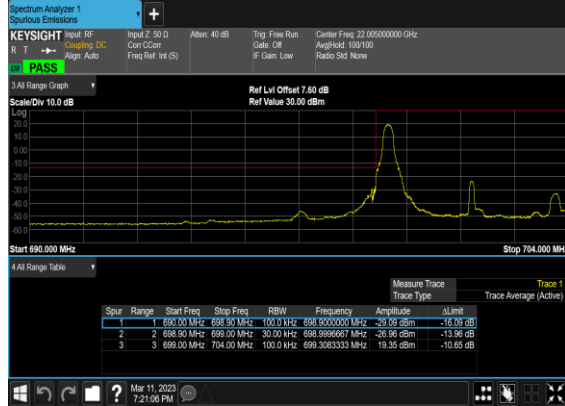 Spectrum Analyzer 1
Spurious Emissions
+
KEYSIGHT Input: RF Input Z: 50 Ω Atten: 40 dB Trig: Free Run Center Freq: 22.005000000 GHz
R T Coupling: DC Corr CCorr Gate: Off Avg|Hold: 100/100
Align: Auto Freq Ref: Int (S) IF Gain: Low Radio Std: None
PASS
3 All Range Graph
Ref Lvl Offset 7.60 dB
Scale/Div 10.0 dB Ref Value 30.00 dBm
Log
20.0
10.0
0.00
-10.0
-20.0
-30.0
-40.0
-50.0
-60.0
Start 690.000 MHz Stop 704.000 MH
4 All Range Table
Measure Trace Trace 1
Trace Type Trace Average (Active)
Spur Range Start Freq Stop Freq RBW Frequency Amplitude ΔLimit
1 1 690.00 MHz 698.90 MHz 100.0 kHz 698.9000000 MHz -29.09 dBm -16.09 dB
2 2 698.90 MHz 699.00 MHz 30.00 kHz 698.9996667 MHz -26.96 dBm -13.96 dB
3 3 699.00 MHz 704.00 MHz 100.0 kHz 699.3083333 MHz 19.35 dBm -10.65 dB
? Mar 11, 2023
7:21:06 PM